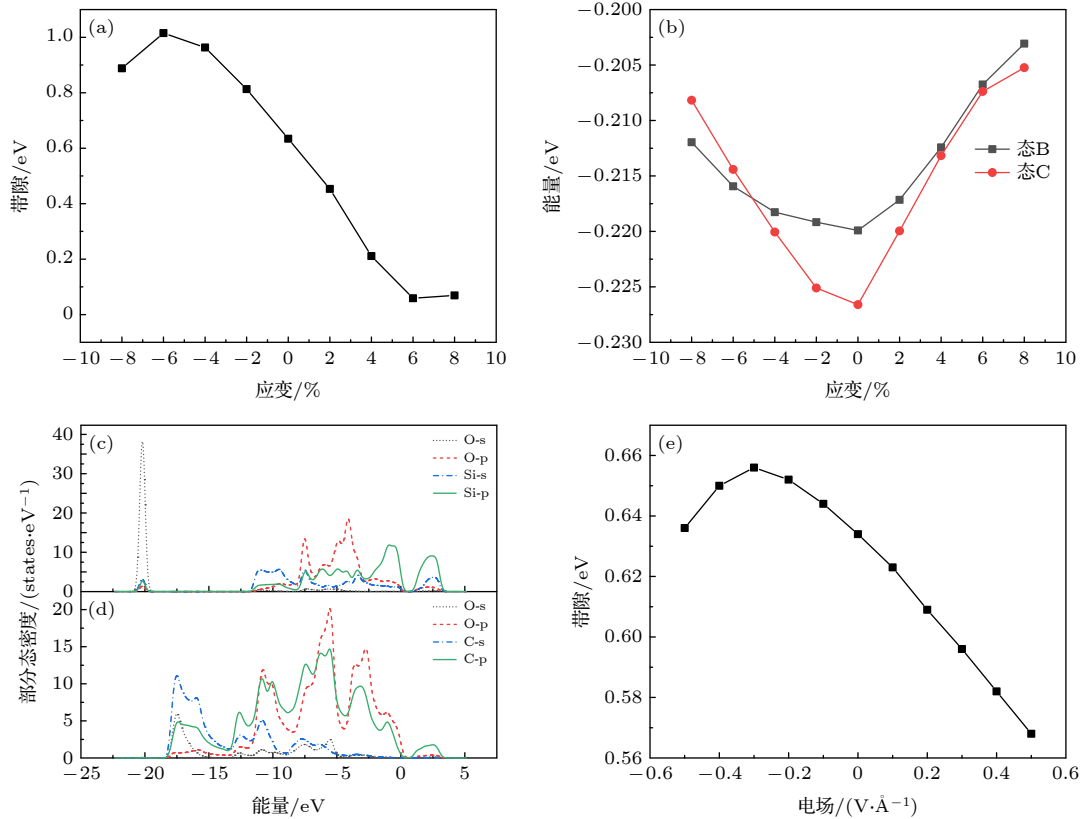 (a)
1.0
0.8
0.6
0.4
0.2
0
带隙/eV
−10 −8 −6 −4 −2 0 2 4 6 8 10
应变/%
(b)
−0.200
−0.205
−0.210
−0.215
−0.220
−0.225
−0.230
能量/eV
态B
态C
−10 −8 −6 −4 −2 0 2 4 6 8 10
应变/%
(c)
40
30
20
10
0
O-s
O-p
Si-s
Si-p
(d)
20
15
10
5
0
O-s
O-p
C-s
C-p
部分态密度/(states·eV⁻¹)
−25 −20 −15 −10 −5 0 5
能量/eV
(e)
0.66
0.64
0.62
0.60
0.58
0.56
带隙/eV
−0.6 −0.4 −0.2 0 0.2 0.4 0.6
电场/(V·Å⁻¹)